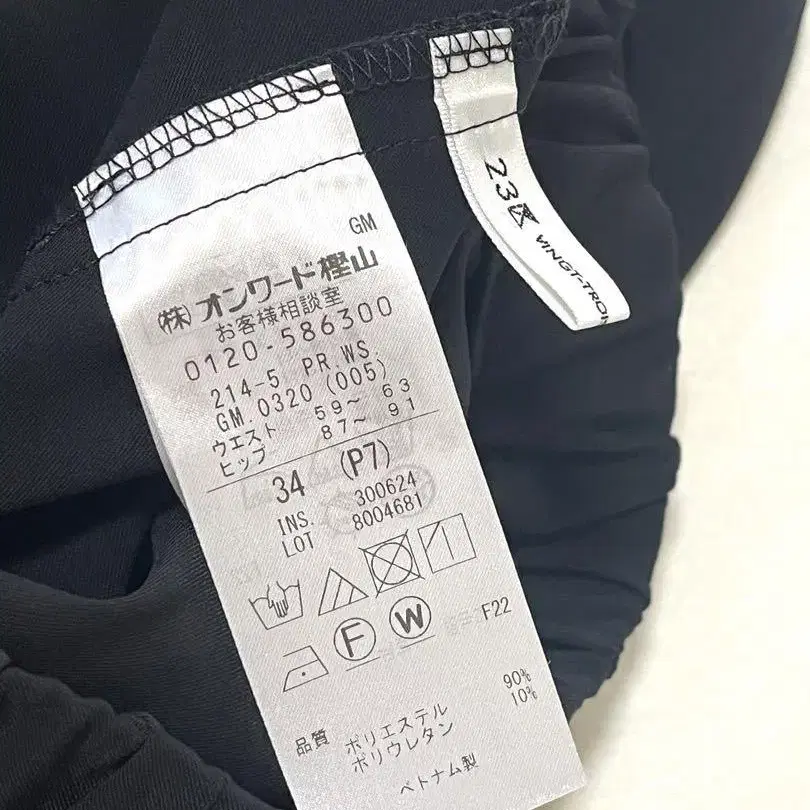 GM
(株)オンワード樫山
お客様相談室
0120-586300
214-5 PR.WS.
GM.0320 (005)
ウエスト 59~ 63
ヒップ 87~ 91
34 (P7)
INS. 300624
LOT 8004681
F W
F22
品質 ポリエステル 90%
ポリウレタン 10%
ベトナム製
23区
VINGT-TROI